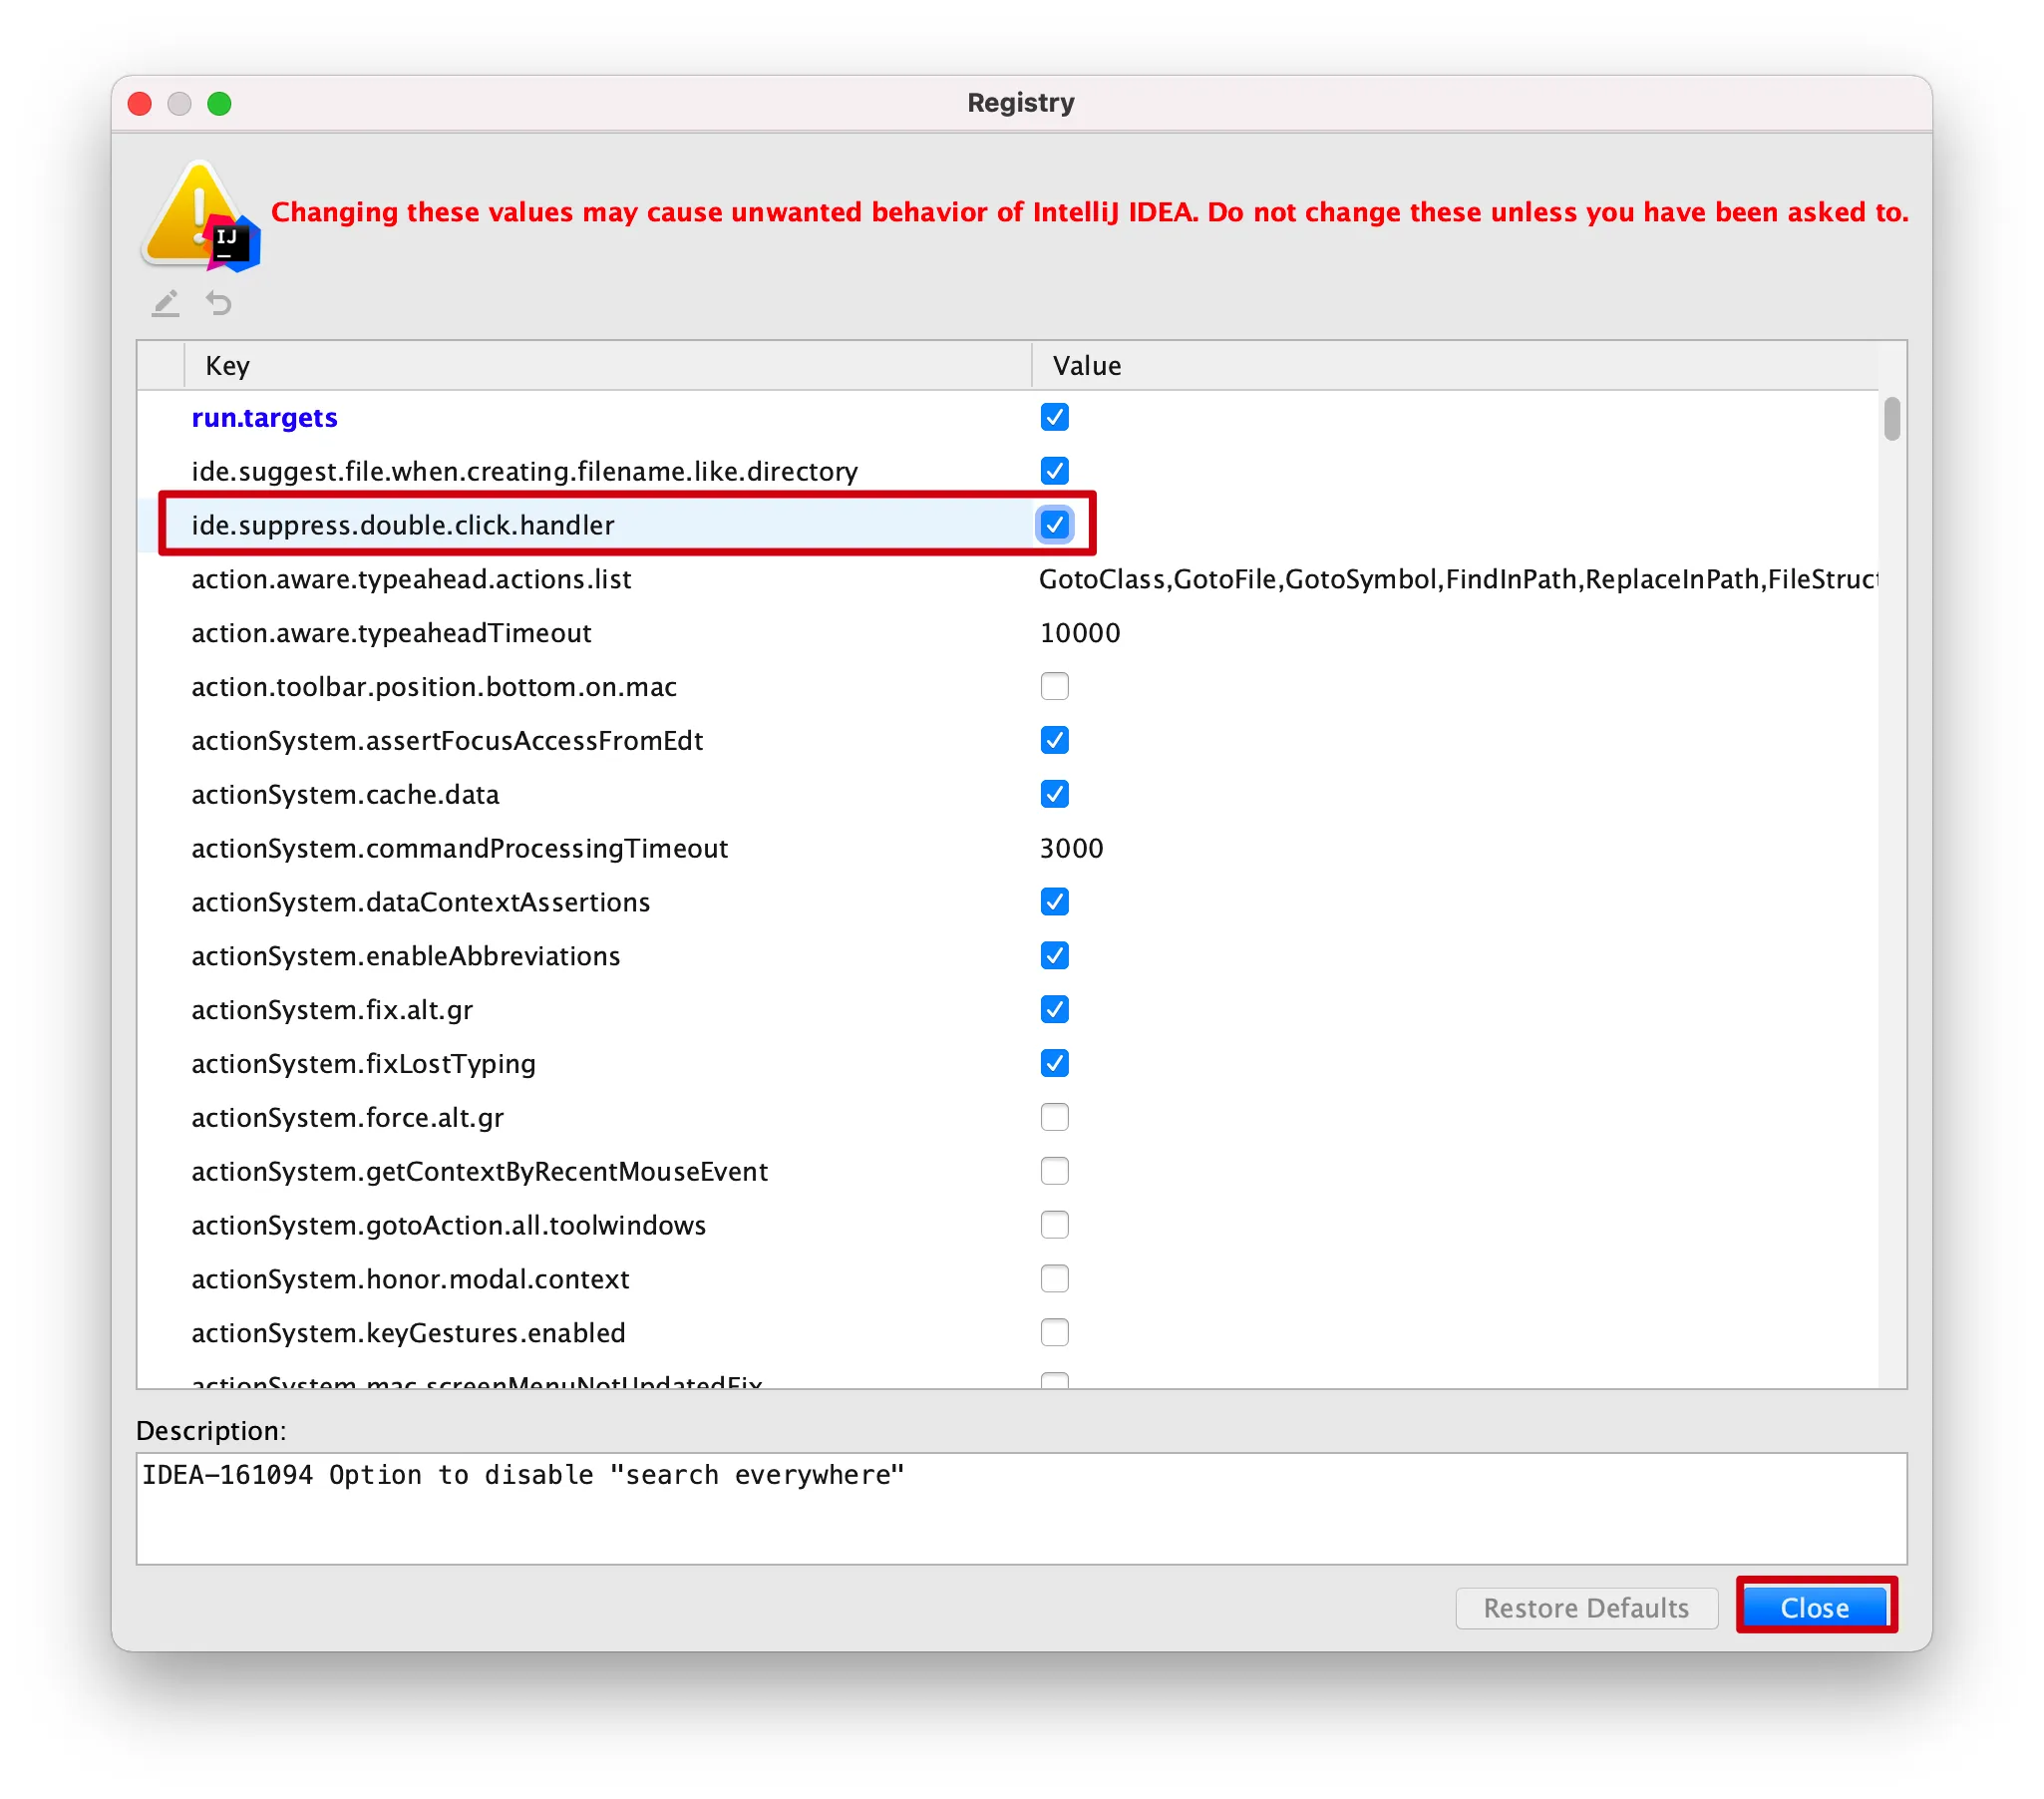 Registry
Changing these values may cause unwanted behavior of IntelliJ IDEA. Do not change these unless you have been asked to.
IJ
Key Value
run.targets
ide.suggest.file.when.creating.filename.like.directory
ide.suppress.double.click.handler
action.aware.typeahead.actions.list GotoClass,GotoFile,GotoSymbol,FindInPath,ReplaceInPath,FileStruct
action.aware.typeaheadTimeout 10000
action.toolbar.position.bottom.on.mac
actionSystem.assertFocusAccessFromEdt
actionSystem.cache.data
actionSystem.commandProcessingTimeout 3000
actionSystem.dataContextAssertions
actionSystem.enableAbbreviations
actionSystem.fix.alt.gr
actionSystem.fixLostTyping
actionSystem.force.alt.gr
actionSystem.getContextByRecentMouseEvent
actionSystem.gotoAction.all.toolwindows
actionSystem.honor.modal.context
actionSystem.keyGestures.enabled
actionSystem.mac.screenMenuNotUpdatedFix
Description:
IDEA-161094 Option to disable "search everywhere"
Restore Defaults Close